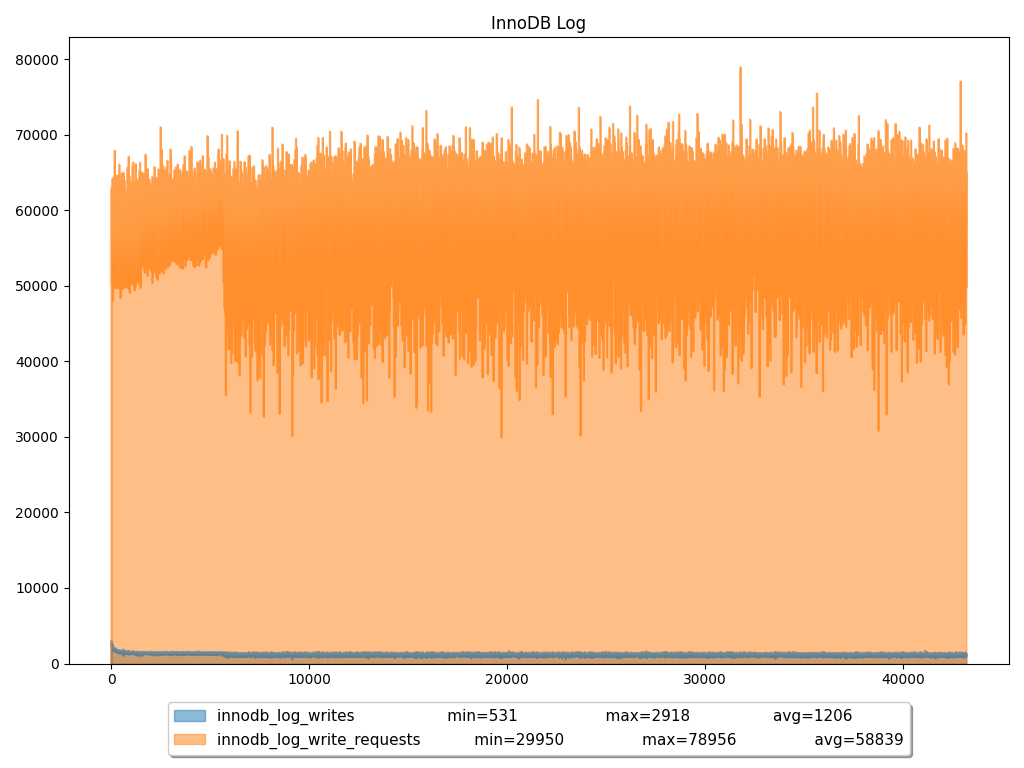 InnoDB Log
80000
70000
60000
50000
40000
30000
20000
10000
0
0 10000 20000 30000 40000
innodb_log_writes min=531 max=2918 avg=1206
innodb_log_write_requests min=29950 max=78956 avg=58839